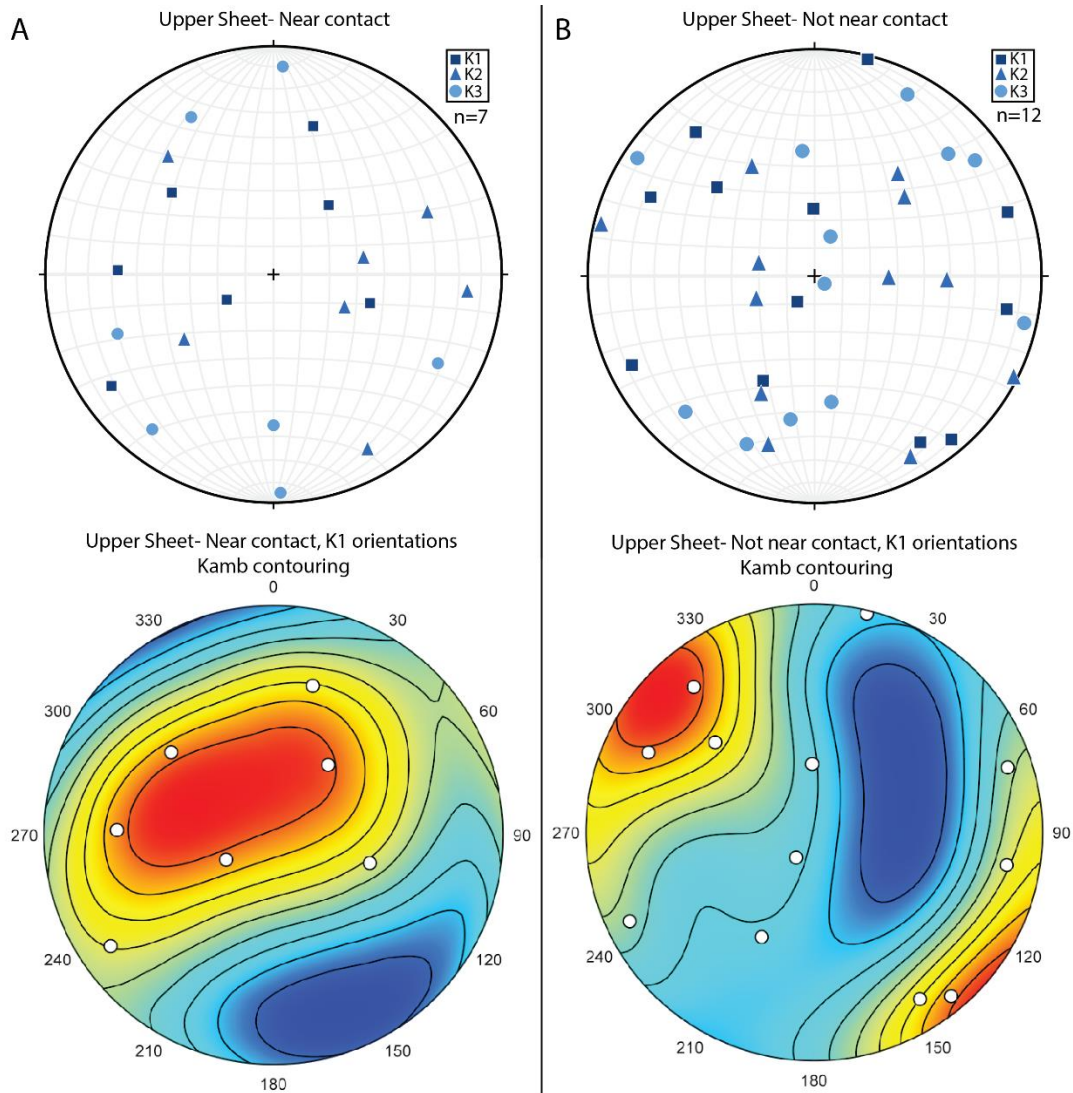 A
Upper Sheet- Near contact
K1
K2
K3
n=7
Upper Sheet- Near contact, K1 orientations
Kamb contouring
0
30
60
90
120
150
180
210
240
270
300
330
B
Upper Sheet- Not near contact
K1
K2
K3
n=12
Upper Sheet- Not near contact, K1 orientations
Kamb contouring
0
30
60
90
120
150
180
210
240
270
300
330